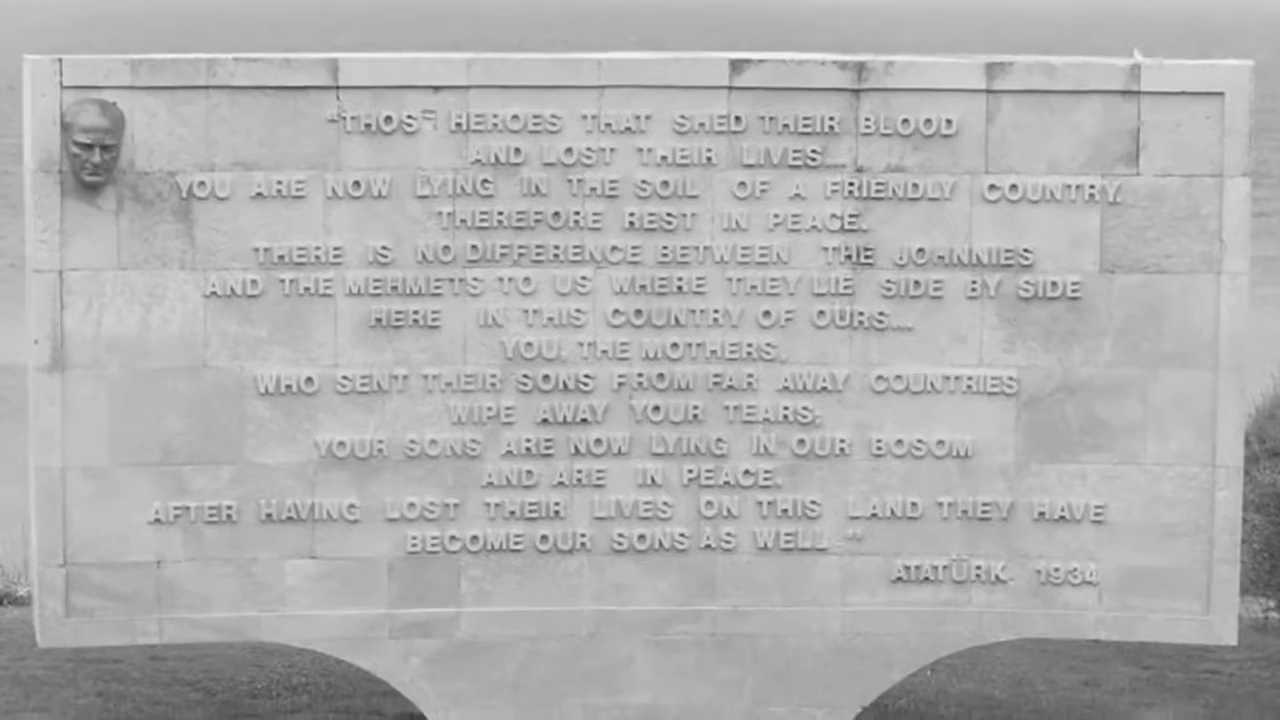 "THOSE HEROES THAT SHED THEIR BLOOD
AND LOST THEIR LIVES...
YOU ARE NOW LYING IN THE SOIL OF A FRIENDLY COUNTRY.
THEREFORE REST IN PEACE.
THERE IS NO DIFFERENCE BETWEEN THE JOHNNIES
AND THE MEHMETS TO US WHERE THEY LIE SIDE BY SIDE
HERE IN THIS COUNTRY OF OURS...
YOU, THE MOTHERS,
WHO SENT THEIR SONS FROM FAR AWAY COUNTRIES
WIPE AWAY YOUR TEARS;
YOUR SONS ARE NOW LYING IN OUR BOSOM
AND ARE IN PEACE.
AFTER HAVING LOST THEIR LIVES ON THIS LAND THEY HAVE
BECOME OUR SONS AS WELL."
ATATÜRK. 1934